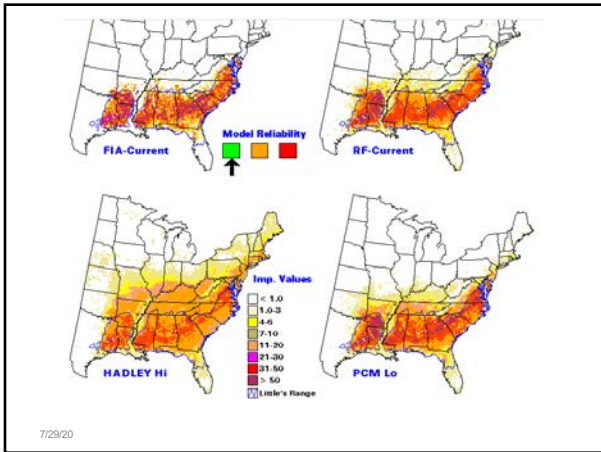 FIA-Current
Model Reliability
RF-Current
HADLEY Hi
Imp. Values
< 1.0
1.0-3
4-6
7-10
11-20
21-30
31-50
> 50
Little's Range
PCM Lo
7/29/20